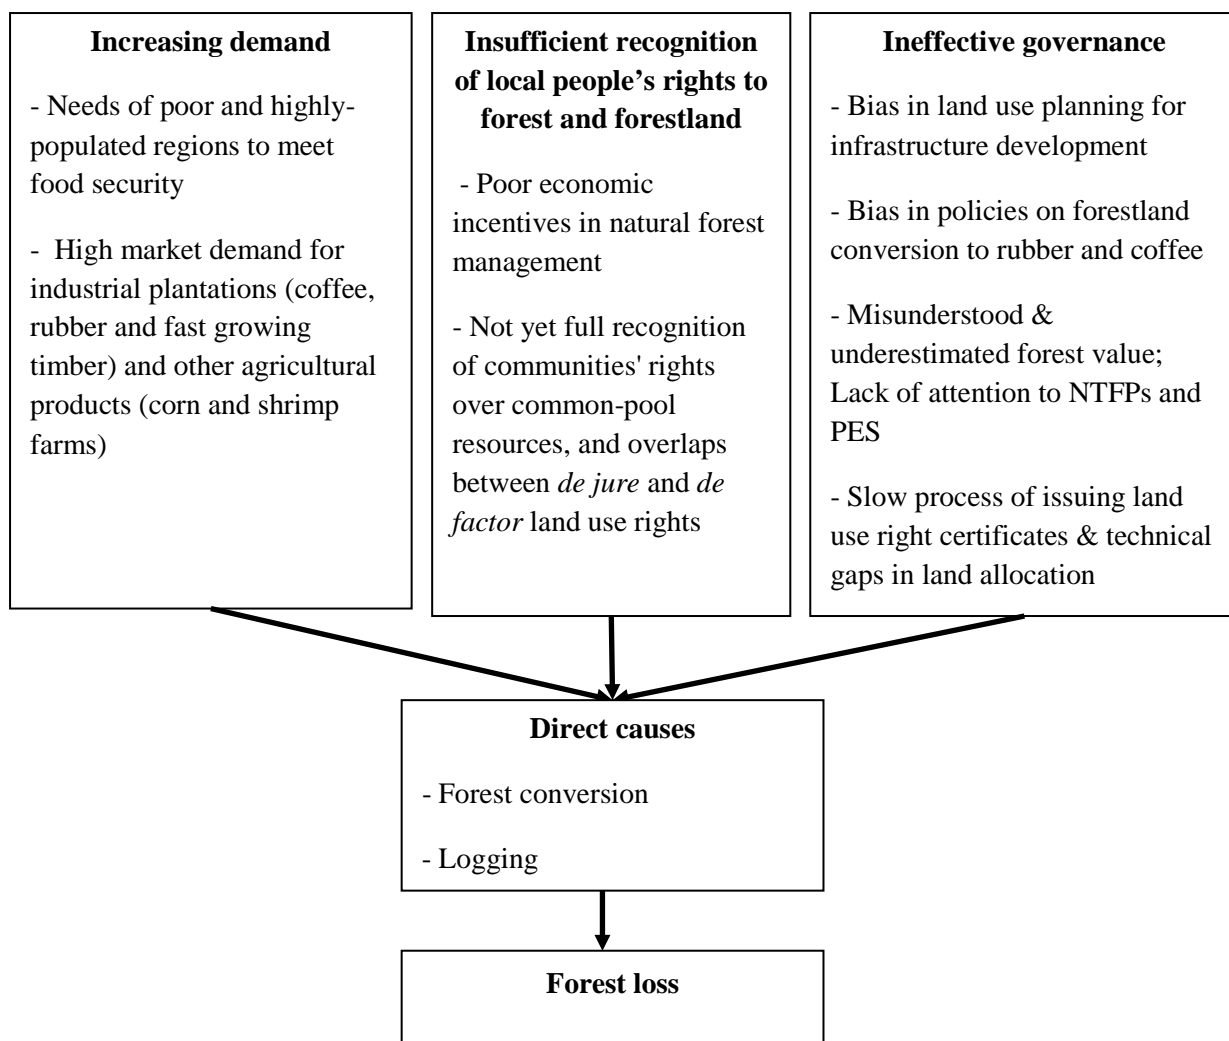 Increasing demand
- Needs of poor and highly-
populated regions to meet
food security
- High market demand for
industrial plantations (coffee,
rubber and fast growing
timber) and other agricultural
products (corn and shrimp
farms)
Insufficient recognition
of local people's rights to
forest and forestland
- Poor economic
incentives in natural forest
management
- Not yet full recognition
of communities' rights
over common-pool
resources, and overlaps
between de jure and de
factor land use rights
Ineffective governance
- Bias in land use planning for
infrastructure development
- Bias in policies on forestland
conversion to rubber and coffee
- Misunderstood &
underestimated forest value;
Lack of attention to NTFPs and
PES
- Slow process of issuing land
use right certificates & technical
gaps in land allocation
Direct causes
- Forest conversion
- Logging
Forest loss